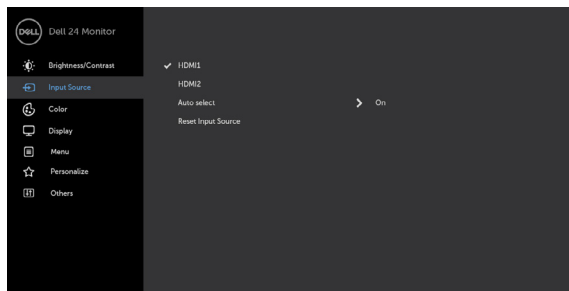 DELL Dell 24 Monitor
Brightness/Contrast
Input Source
Color
Display
Menu
Personalize
Others
HDMI1
HDMI2
Auto select On
Reset Input Source